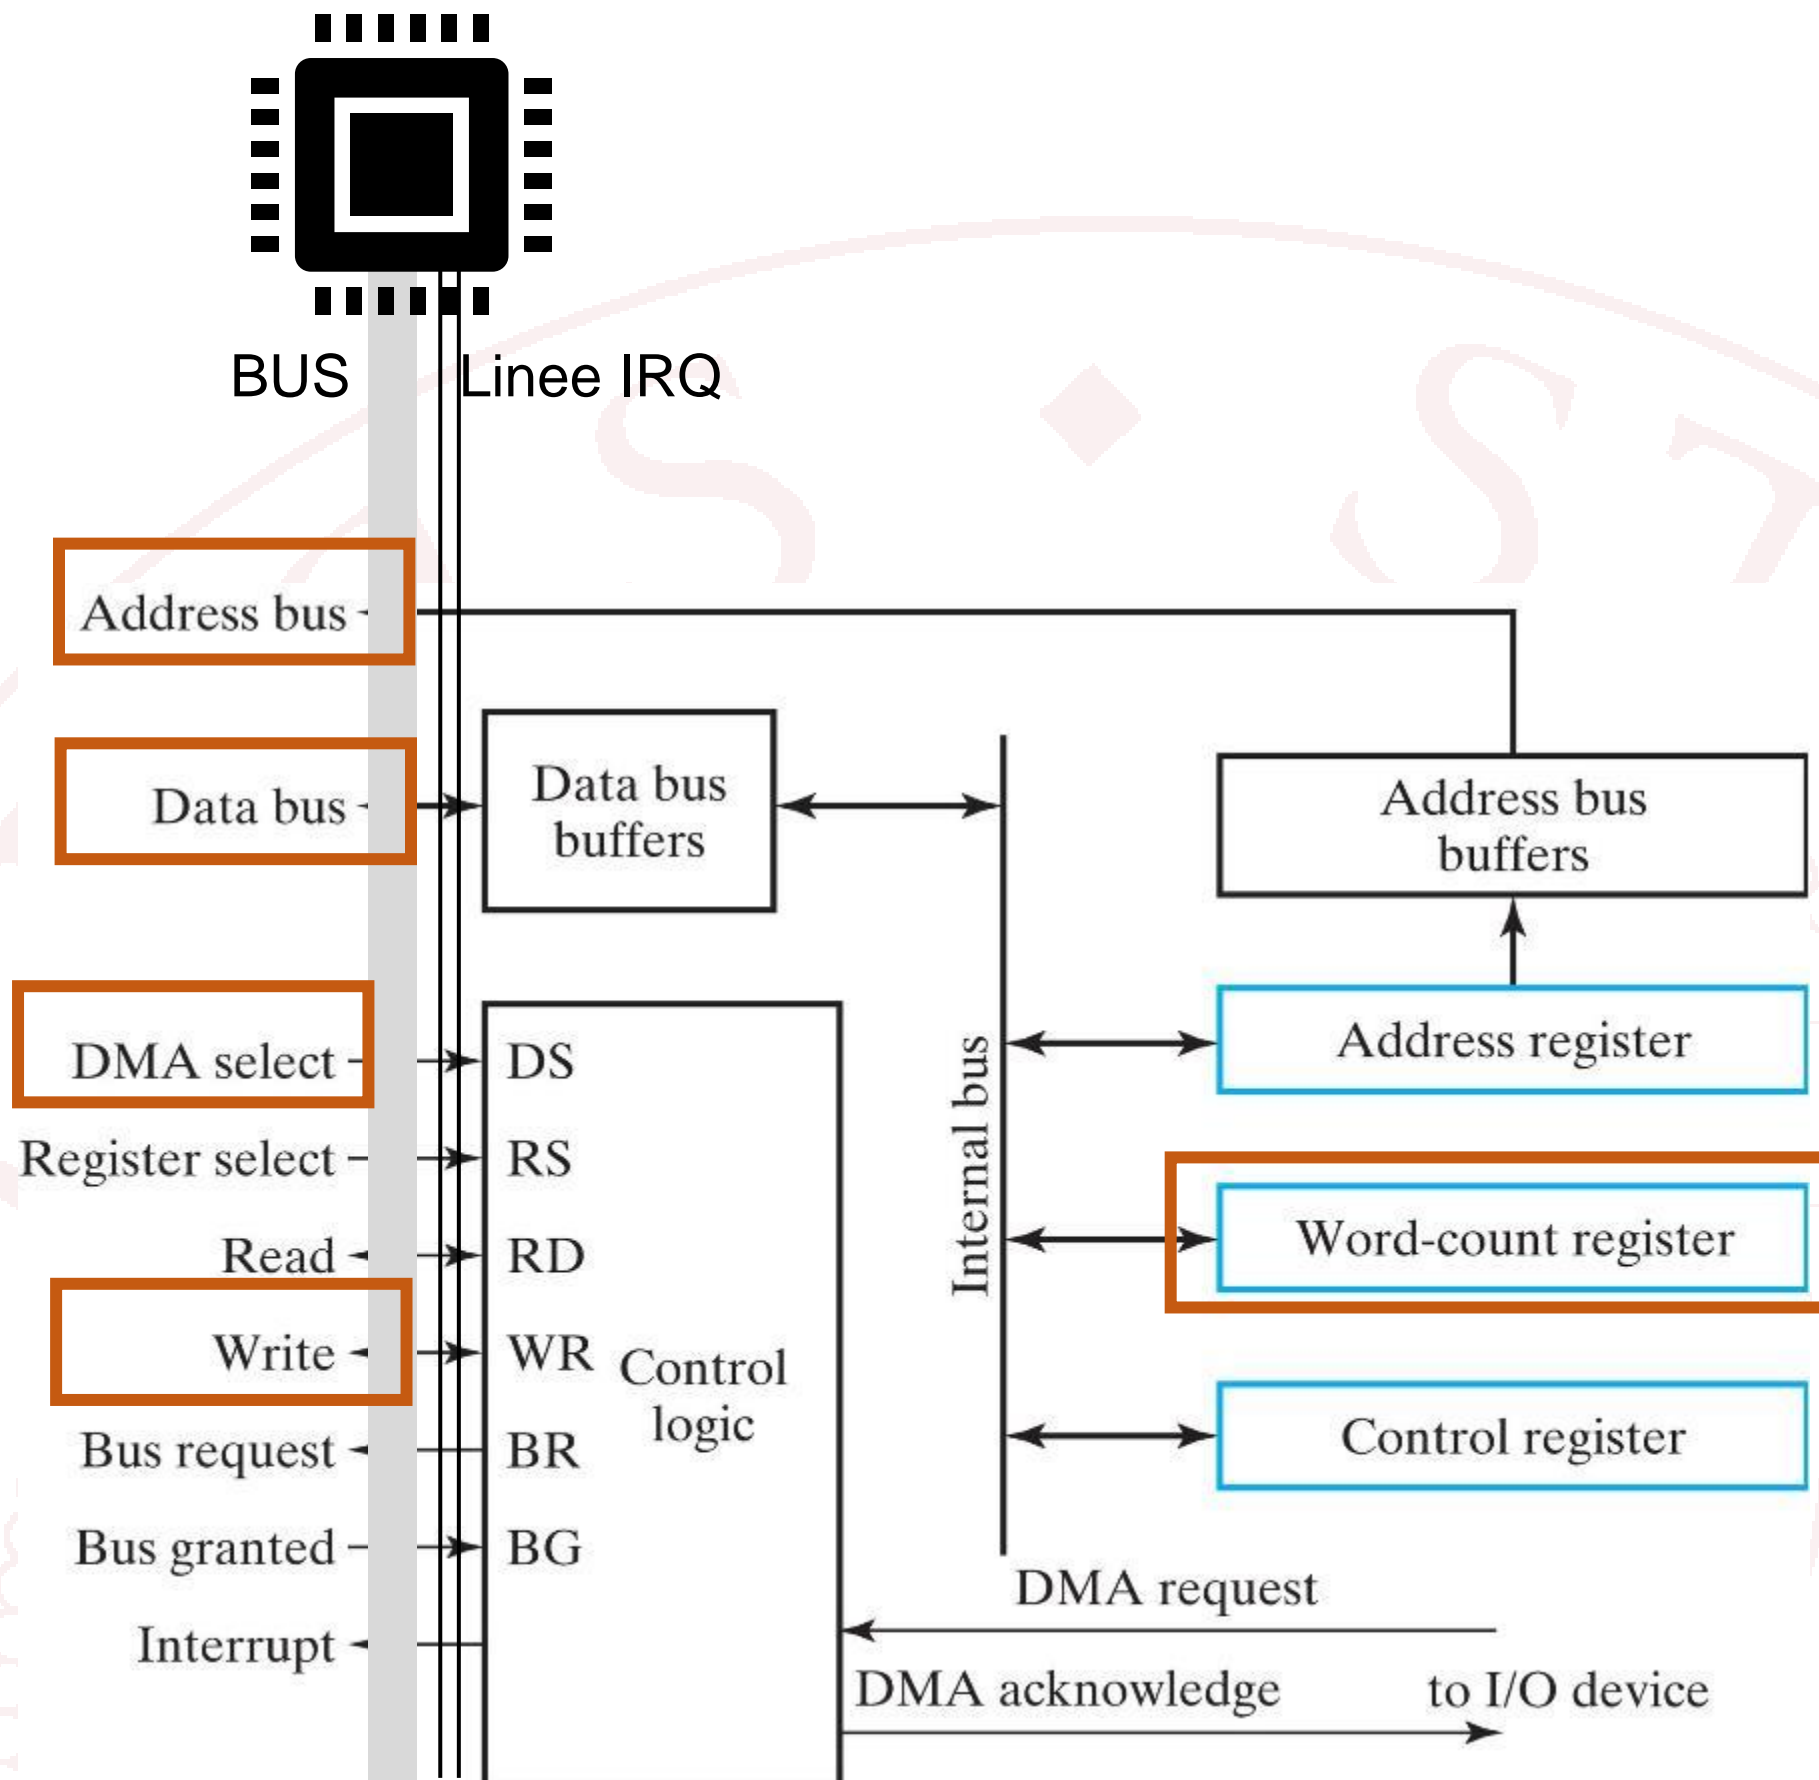 BUS
Linee IRQ
Address bus
Data bus
Data bus
buffers
Address bus
buffers
DMA select
DS
Address register
Register select
RS
Internal bus
Word-count register
Read
RD
Write
WR
Control
logic
Control register
Bus request
BR
Bus granted
BG
DMA request
Interrupt
DMA acknowledge
to I/O device